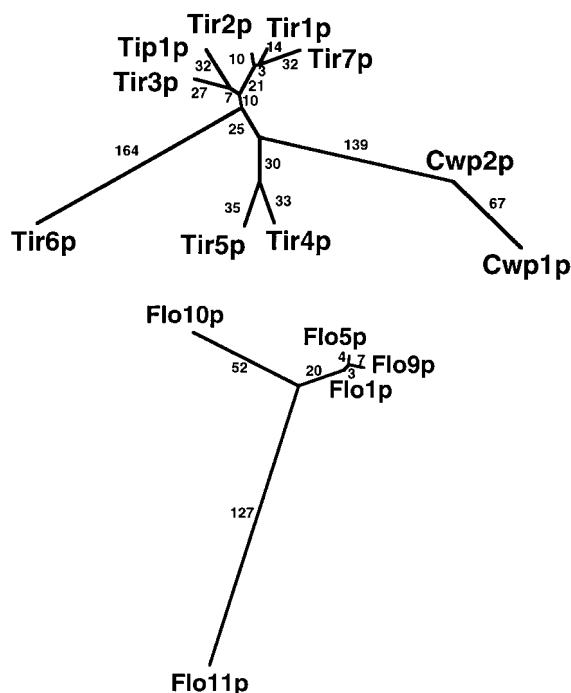 Tir2p
Tir1p
14
Tip1p
10
3
32
Tir7p
32
Tir3p
27
21
7
10
25
139
164
30
Cwp2p
67
35
33
Tir6p
Tir5p
Tir4p
Cwp1p
Flo10p
Flo5p
4
7
Flo9p
52
20
3
Flo1p
127
Flo11p